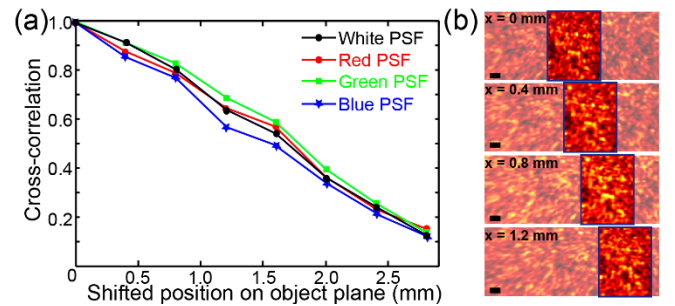 (a)
Cross-correlation
1.0
0.8
0.6
0.4
0.2
White PSF
Red PSF
Green PSF
Blue PSF
0 0.5 1.0 1.5 2.0 2.5
Shifted position on object plane (mm)
(b)
x = 0 mm
x = 0.4 mm
x = 0.8 mm
x = 1.2 mm